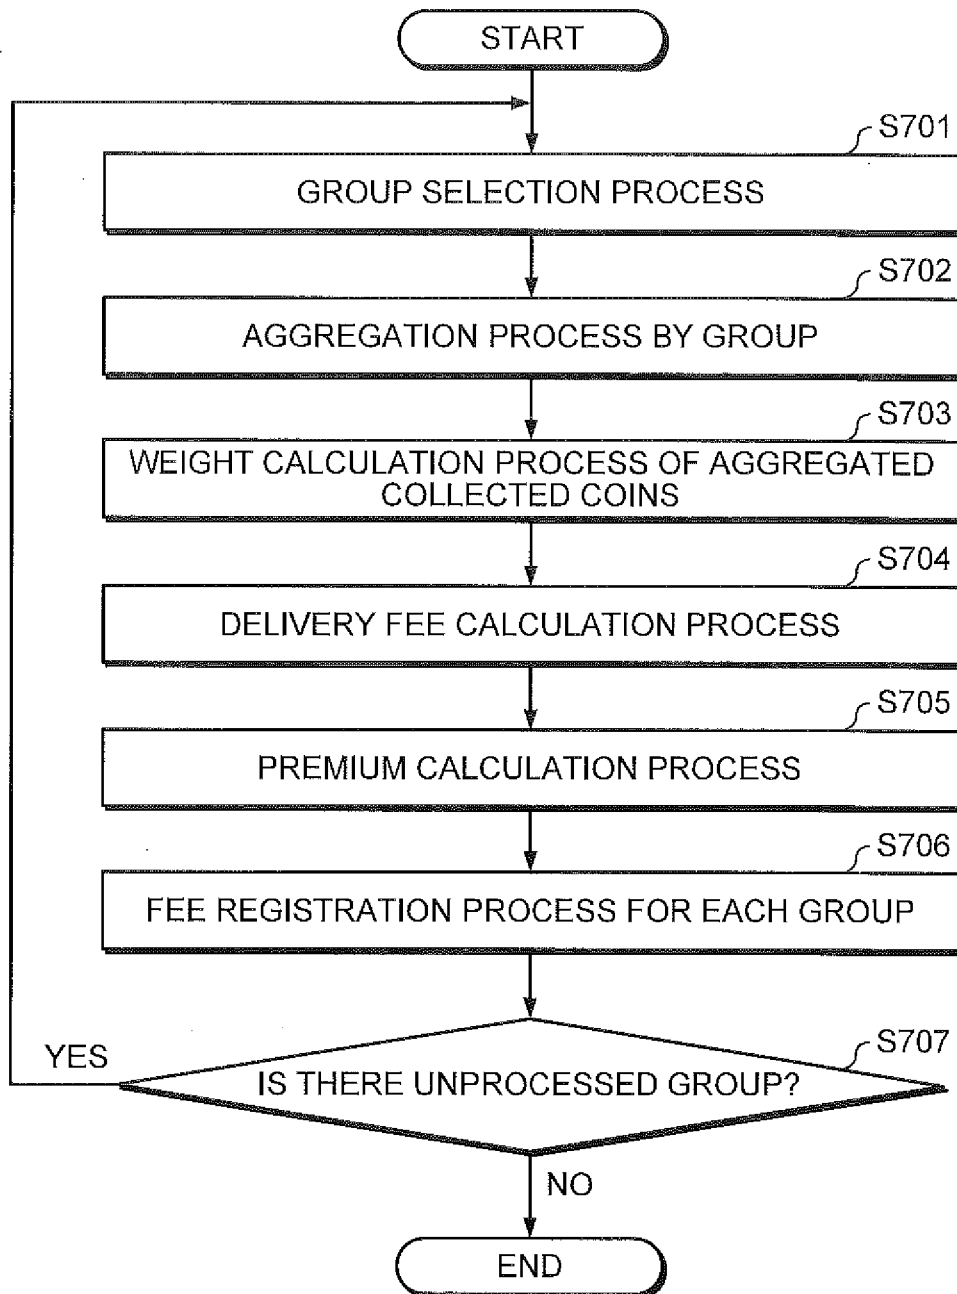 START
S701
GROUP SELECTION PROCESS
S702
AGGREGATION PROCESS BY GROUP
S703
WEIGHT CALCULATION PROCESS OF AGGREGATED
COLLECTED COINS
S704
DELIVERY FEE CALCULATION PROCESS
S705
PREMIUM CALCULATION PROCESS
S706
FEE REGISTRATION PROCESS FOR EACH GROUP
S707
YES
IS THERE UNPROCESSED GROUP?
NO
END